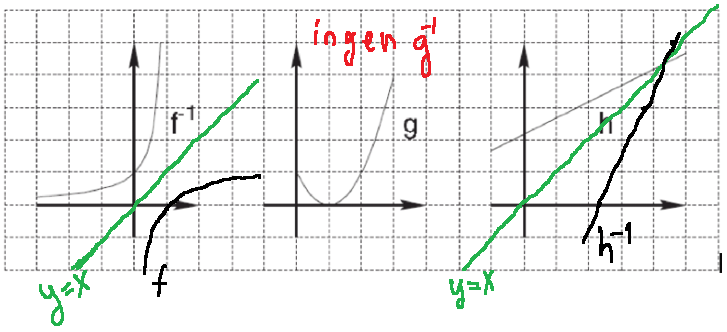 ingen g⁻¹
f⁻¹
g
h
h⁻¹
y=x
f
y=x